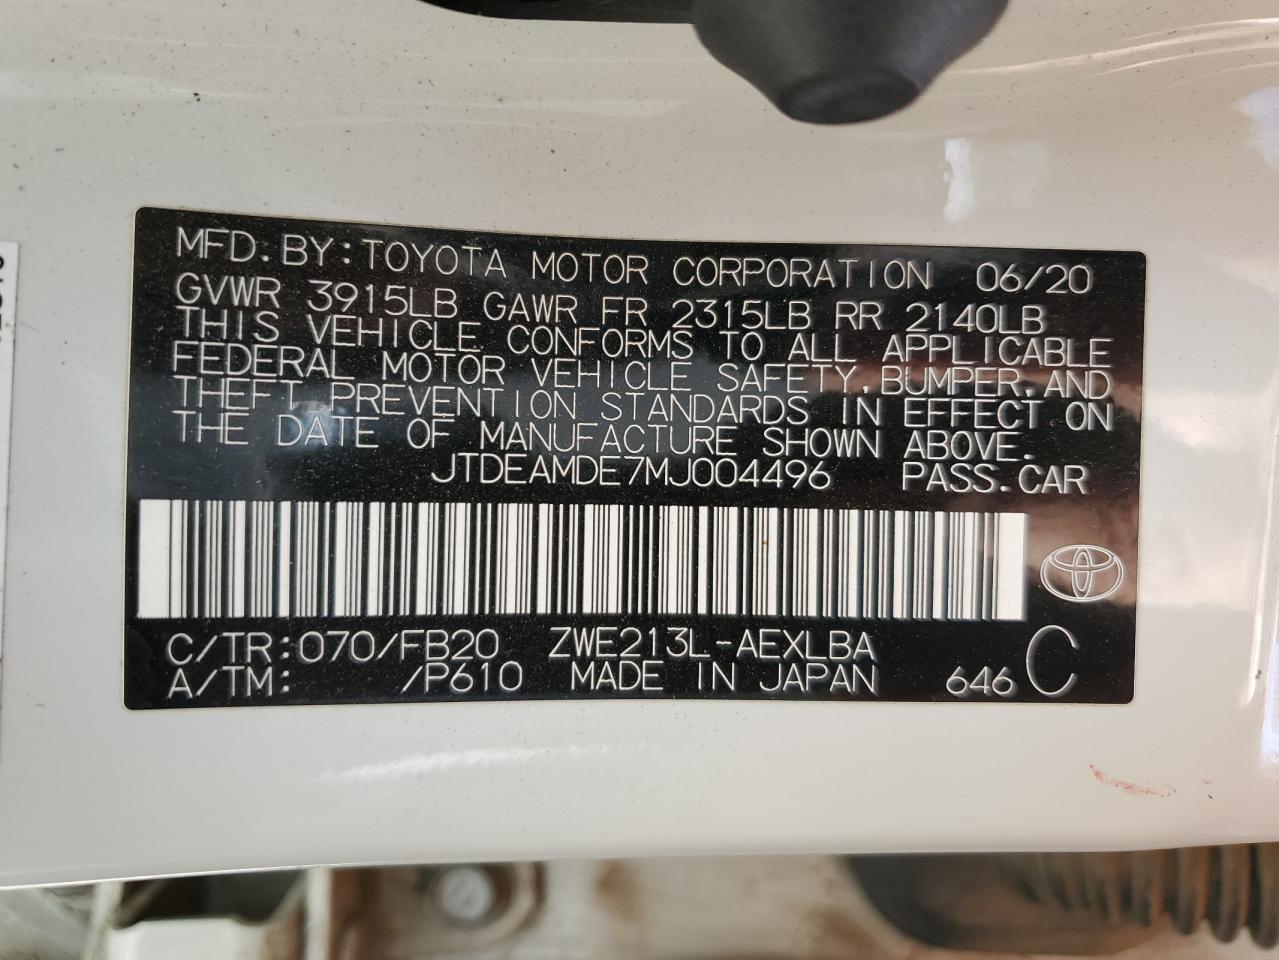 MFD. BY: TOYOTA MOTOR CORPORATION 06/20
GVWR 3915LB GAWR FR 2315LB RR 2140LB
THIS VEHICLE CONFORMS TO ALL APPLICABLE
FEDERAL MOTOR VEHICLE SAFETY, BUMPER, AND
THEFT PREVENTION STANDARDS IN EFFECT ON
THE DATE OF MANUFACTURE SHOWN ABOVE.
JTDEAMDE7MJ004496 PASS. CAR
C/TR: 070/FB20 ZWE213L-AEXLBA
A/TM: /P610 MADE IN JAPAN 646 C